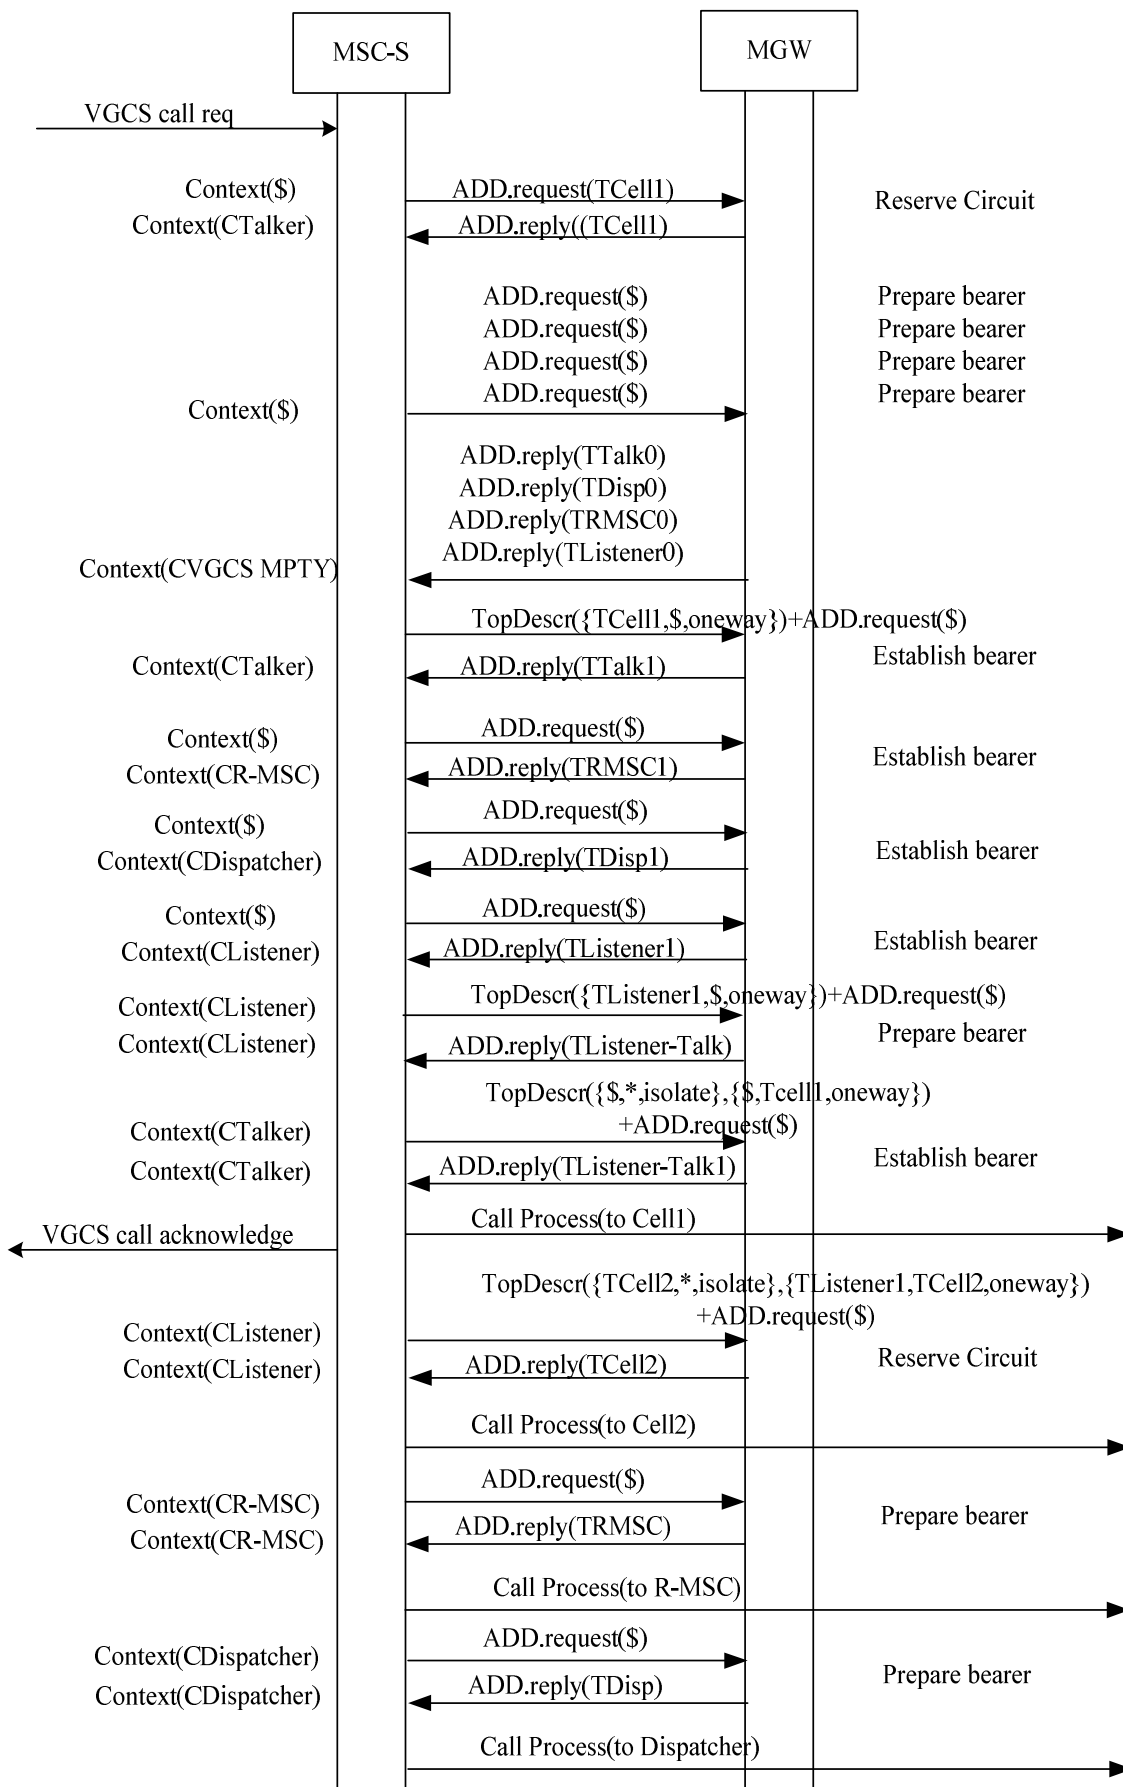 MSC-S
MGW
VGCS call req
Context($)
ADD.request(TCell1)
Reserve Circuit
Context(CTalker)
ADD.reply((TCell1)
ADD.request($)
Prepare bearer
ADD.request($)
Prepare bearer
ADD.request($)
Prepare bearer
ADD.request($)
Prepare bearer
Context($)
ADD.reply(TTalk0)
ADD.reply(TDisp0)
ADD.reply(TRMSC0)
ADD.reply(TListener0)
Context(CVGCS MPTY)
TopDescr({TCell1,$,oneway})+ADD.request($)
Establish bearer
Context(CTalker)
ADD.reply(TTalk1)
ADD.request($)
Context($)
Establish bearer
Context(CR-MSC)
ADD.reply(TRMSC1)
ADD.request($)
Context($)
Establish bearer
Context(CDispatcher)
ADD.reply(TDisp1)
ADD.request($)
Context($)
Establish bearer
Context(CListener)
ADD.reply(TListener1)
TopDescr({TListener1,$,oneway})+ADD.request($)
Context(CListener)
Prepare bearer
Context(CListener)
ADD.reply(TListener-Talk)
TopDescr({$,*,isolate},{$,Tcell1,oneway})
+ADD.request($)
Context(CTalker)
Establish bearer
Context(CTalker)
ADD.reply(TListener-Talk1)
Call Process(to Cell1)
VGCS call acknowledge
TopDescr({TCell2,*,isolate},{TListener1,TCell2,oneway})
+ADD.request($)
Context(CListener)
Reserve Circuit
Context(CListener)
ADD.reply(TCell2)
Call Process(to Cell2)
ADD.request($)
Context(CR-MSC)
Prepare bearer
ADD.reply(TRMSC)
Context(CR-MSC)
Call Process(to R-MSC)
ADD.request($)
Context(CDispatcher)
Prepare bearer
ADD.reply(TDisp)
Context(CDispatcher)
Call Process(to Dispatcher)